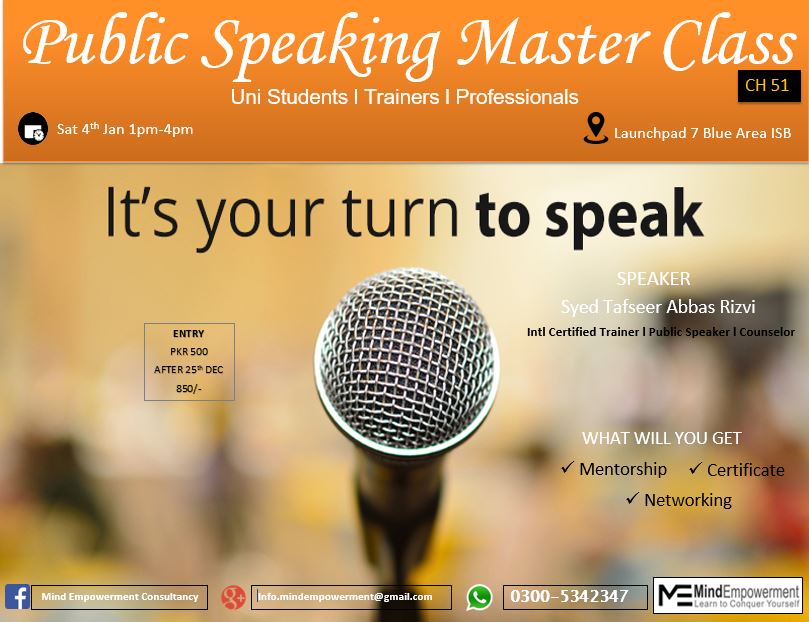 Public Speaking Master Class
Uni Students l Trainers l Professionals
CH 51
Sat 4th Jan 1pm-4pm
Launchpad 7 Blue Area ISB
It's your turn to speak
SPEAKER
Syed Tafseer Abbas Rizvi
Intl Certified Trainer l Public Speaker l Counselor
ENTRY
PKR 500
AFTER 25th DEC
850/-
WHAT WILL YOU GET
✓ Mentorship ✓ Certificate
✓ Networking
Mind Empowerment Consultancy
Info.mindempowerment@gmail.com
0300-5342347
ME MindEmpowerment
Learn to Conquer Yourself